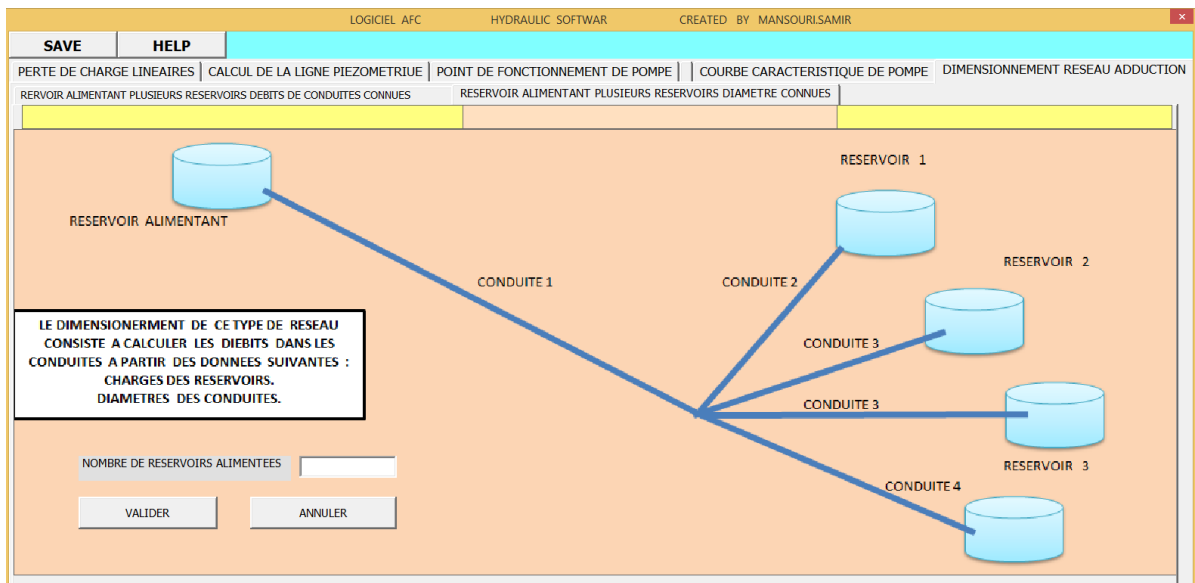 LOGICIEL AFC HYDRAULIC SOFTWAR CREATED BY MANSOURI.SAMIR
SAVE HELP
PERTE DE CHARGE LINEAIRES CALCUL DE LA LIGNE PIEZOMETRIUE POINT DE FONCTIONNEMENT DE POMPE COURBE CARACTERISTIQUE DE POMPE DIMENSIONNEMENT RESEAU ADDUCTION
RERVOIR ALIMENTANT PLUSIEURS RESERVOIRS DEBITS DE CONDUITES CONNUES RESERVOIR ALIMENTANT PLUSIEURS RESERVOIRS DIAMETRE CONNUES
RESERVOIR 1
RESERVOIR ALIMENTANT
RESERVOIR 2
CONDUITE 1
CONDUITE 2
LE DIMENSIONERMENT DE CE TYPE DE RESEAU
CONSISTE A CALCULER LES DIEBITS DANS LES
CONDUITES A PARTIR DES DONNEES SUIVANTES :
CHARGES DES RESERVOIRS.
DIAMETRES DES CONDUITES.
CONDUITE 3
CONDUITE 3
NOMBRE DE RESERVOIRS ALIMENTEES
RESERVOIR 3
CONDUITE 4
VALIDER ANNULER